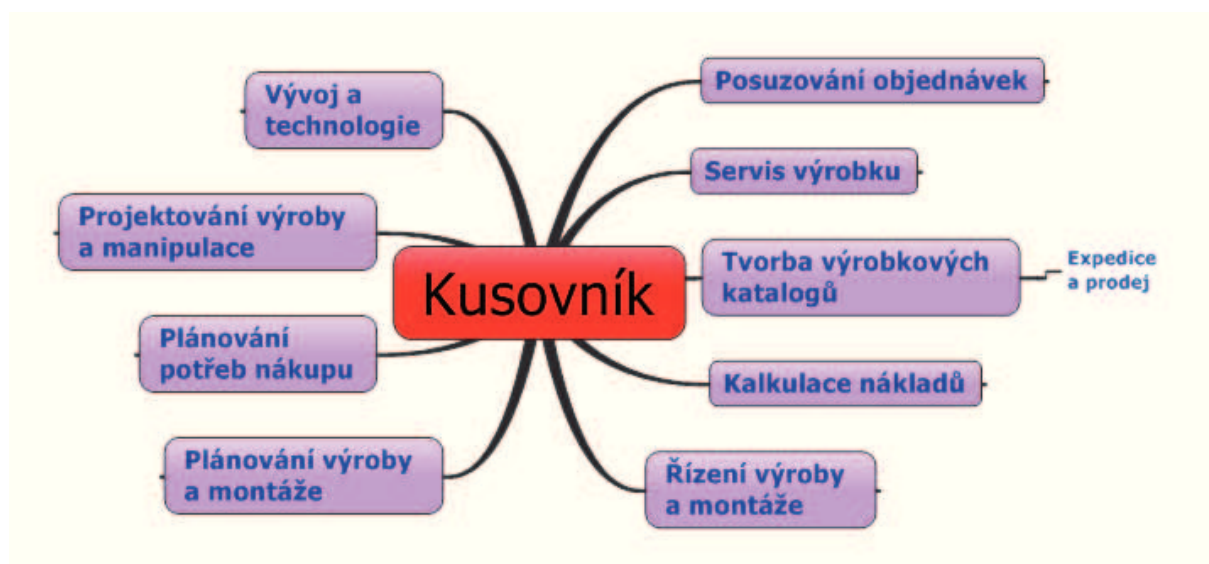 Vývoj a
technologie
Projektování výroby
a manipulace
Plánování
potřeb nákupu
Plánování výroby
a montáže
Kusovník
Posuzování objednávek
Servis výrobku
Tvorba výrobkových
katalogů
Expedice
a prodej
Kalkulace nákladů
Řízení výroby
a montáže